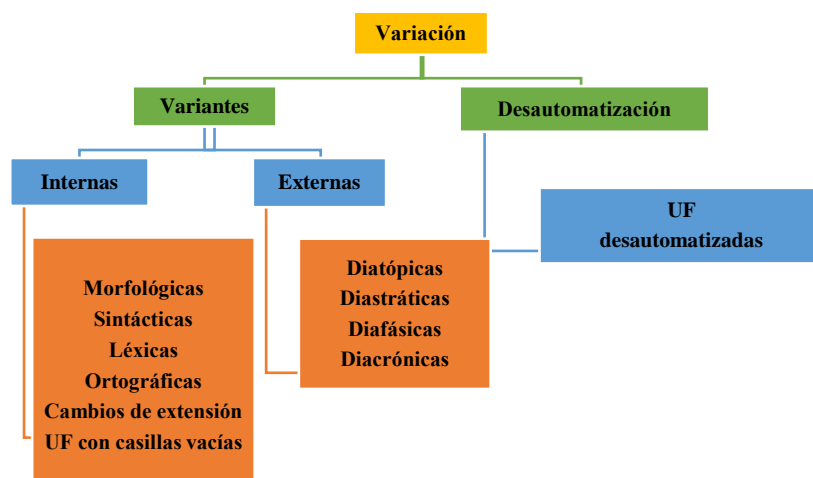 Variación
Variantes
Desautomatización
Internas
Externas
UF
desautomatizadas
Morfológicas
Sintácticas
Léxicas
Ortográficas
Cambios de extensión
UF con casillas vacías
Diatópicas
Diastráticas
Diafásicas
Diacrónicas